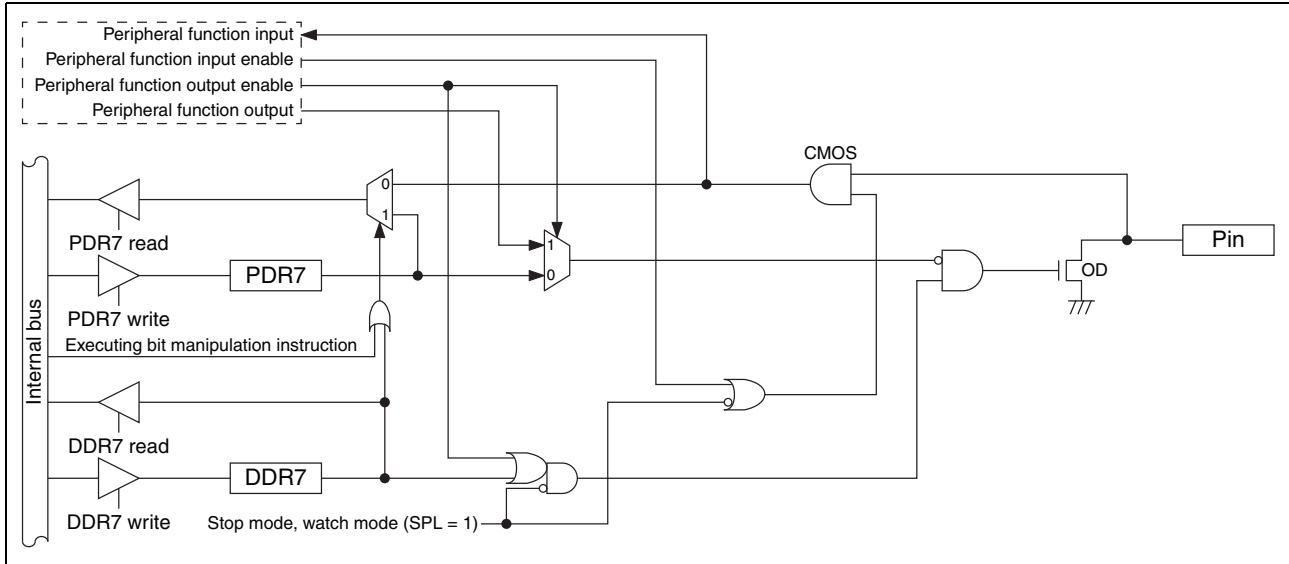 Peripheral function input
Peripheral function input enable
Peripheral function output enable
Peripheral function output
CMOS
0
1
PDR7 read
1
Pin
0
OD
PDR7
PDR7 write
Executing bit manipulation instruction
Internal bus
DDR7 read
DDR7
DDR7 write
Stop mode, watch mode (SPL = 1)